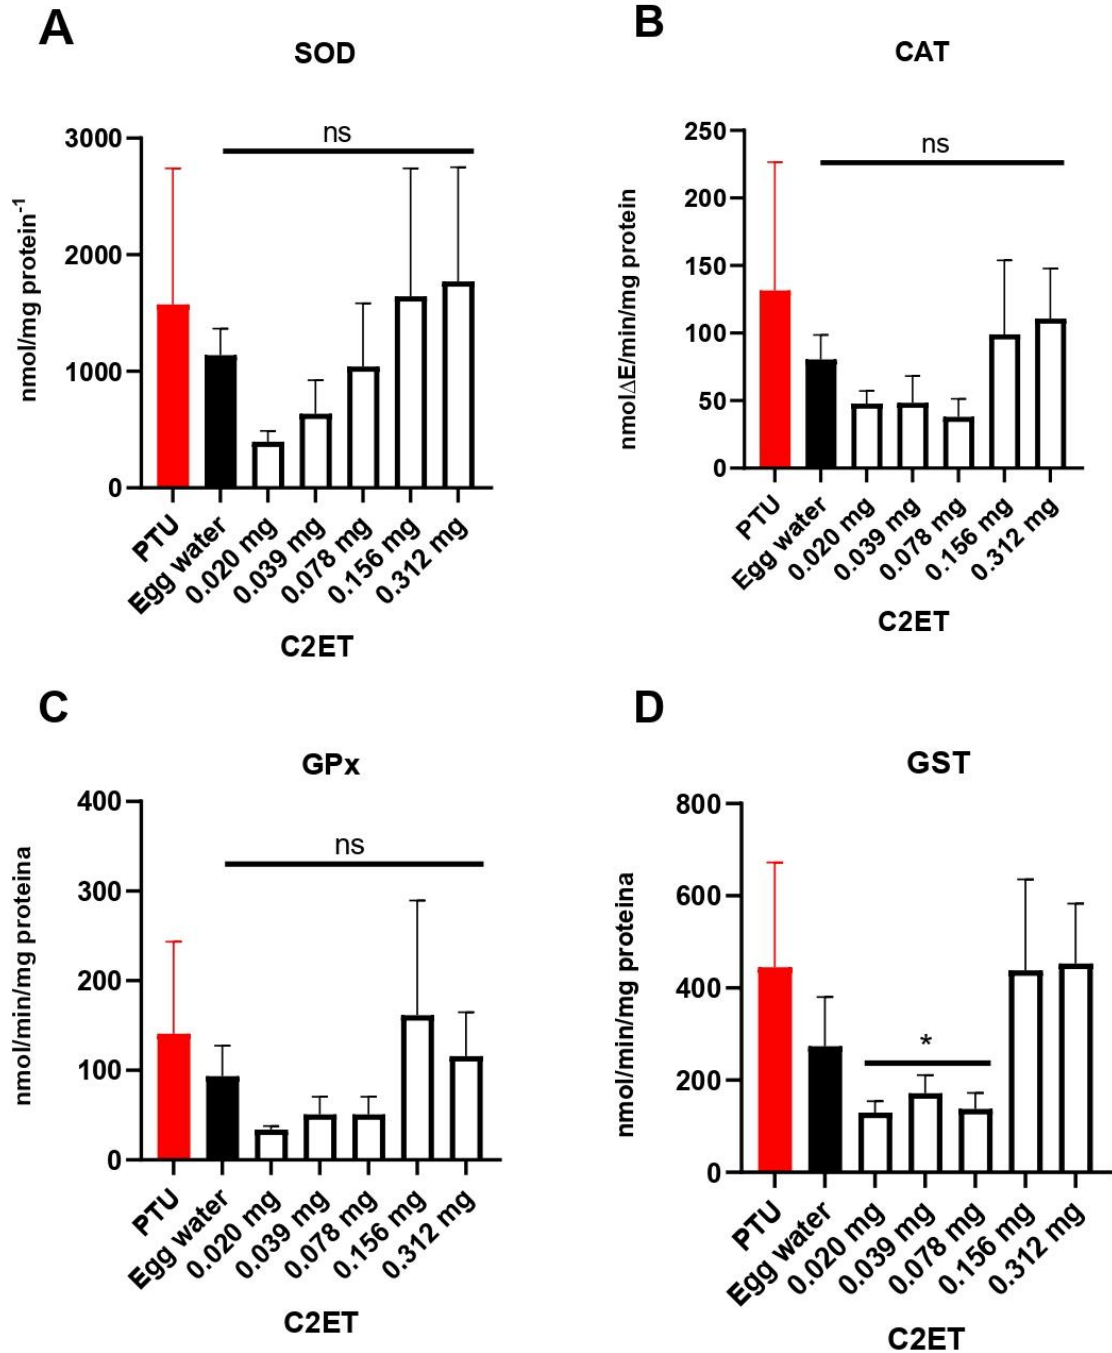 A
SOD
ns
3000
2000
1000
0
nmol/mg protein⁻¹
PTU
Egg water
0.020 mg
0.039 mg
0.078 mg
0.156 mg
0.312 mg
C2ET
B
CAT
ns
250
200
150
100
50
0
nmolΔE/min/mg protein
PTU
Egg water
0.020 mg
0.039 mg
0.078 mg
0.156 mg
0.312 mg
C2ET
C
GPx
ns
400
300
200
100
0
nmol/min/mg proteina
PTU
Egg water
0.020 mg
0.039 mg
0.078 mg
0.156 mg
0.312 mg
C2ET
D
GST
*
800
600
400
200
0
nmol/min/mg proteina
PTU
Egg water
0.020 mg
0.039 mg
0.078 mg
0.156 mg
0.312 mg
C2ET